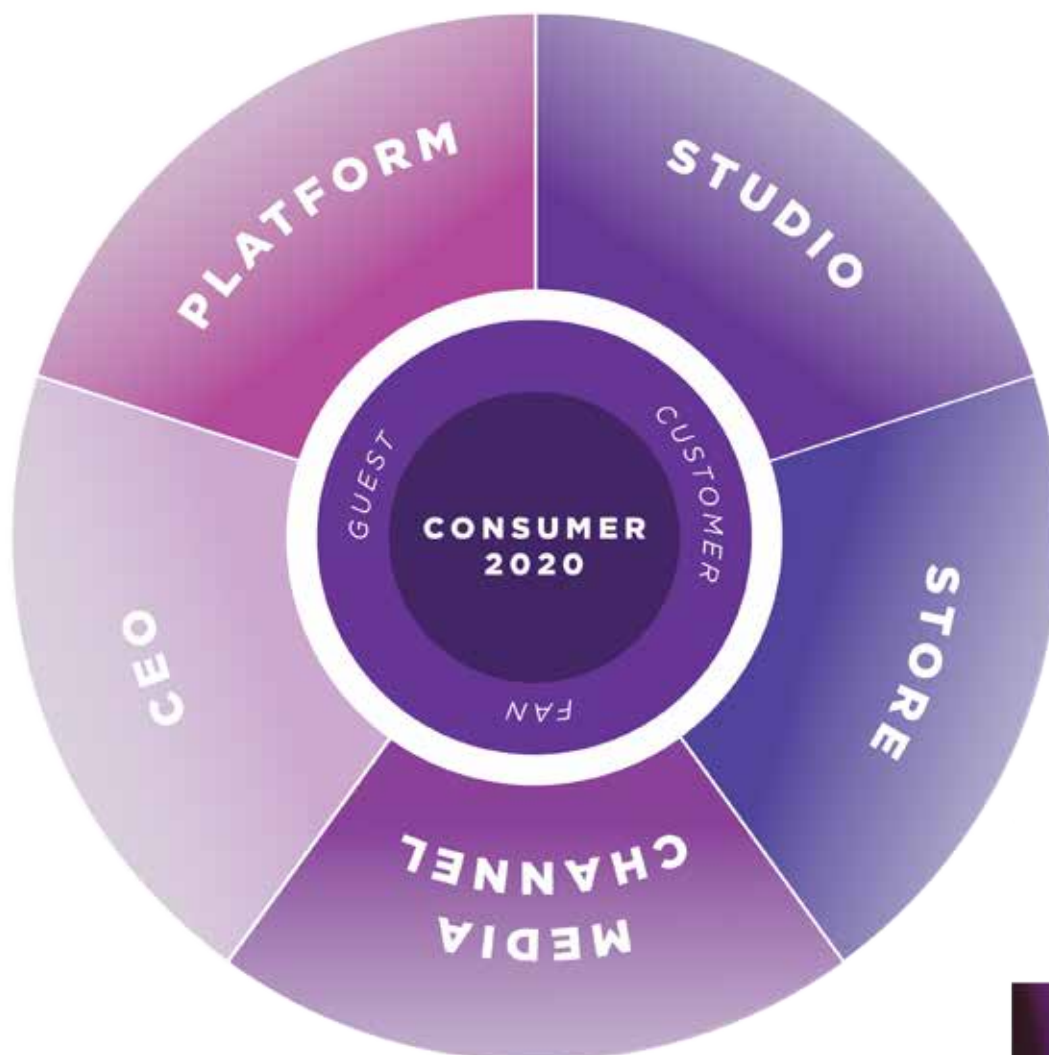 PLATFORM
STUDIO
STORE
MEDIA
CHANNEL
CEO
GUEST
CUSTOMER
FAN
CONSUMER
2020